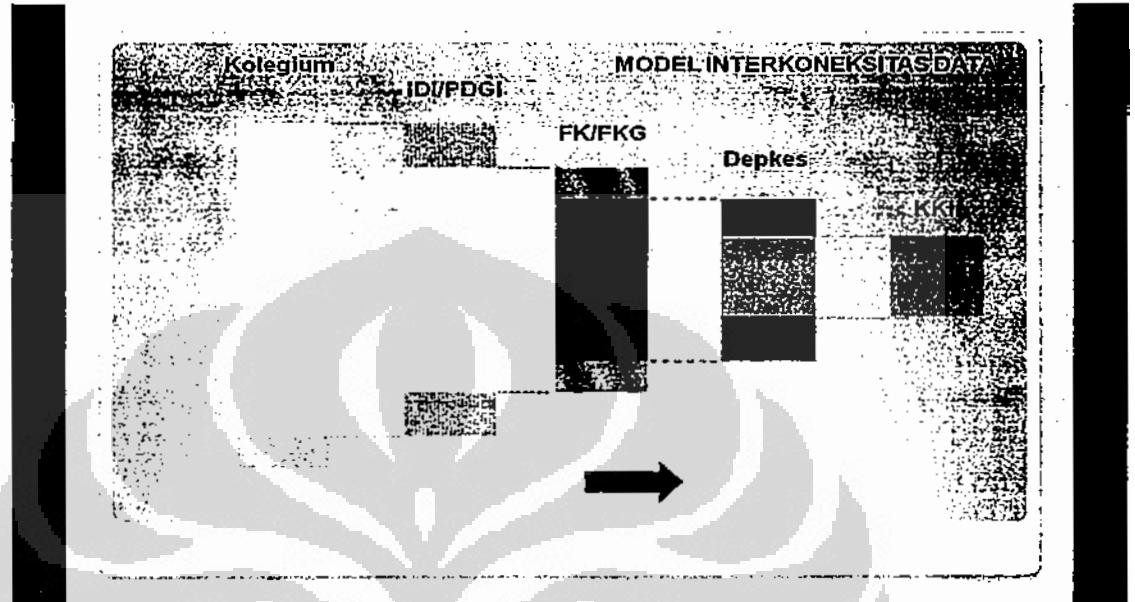 Kolegium
MODEL INTERKONEKSITAS DATA
IDI/PDGI
FK/FKG
Depkes
KKI